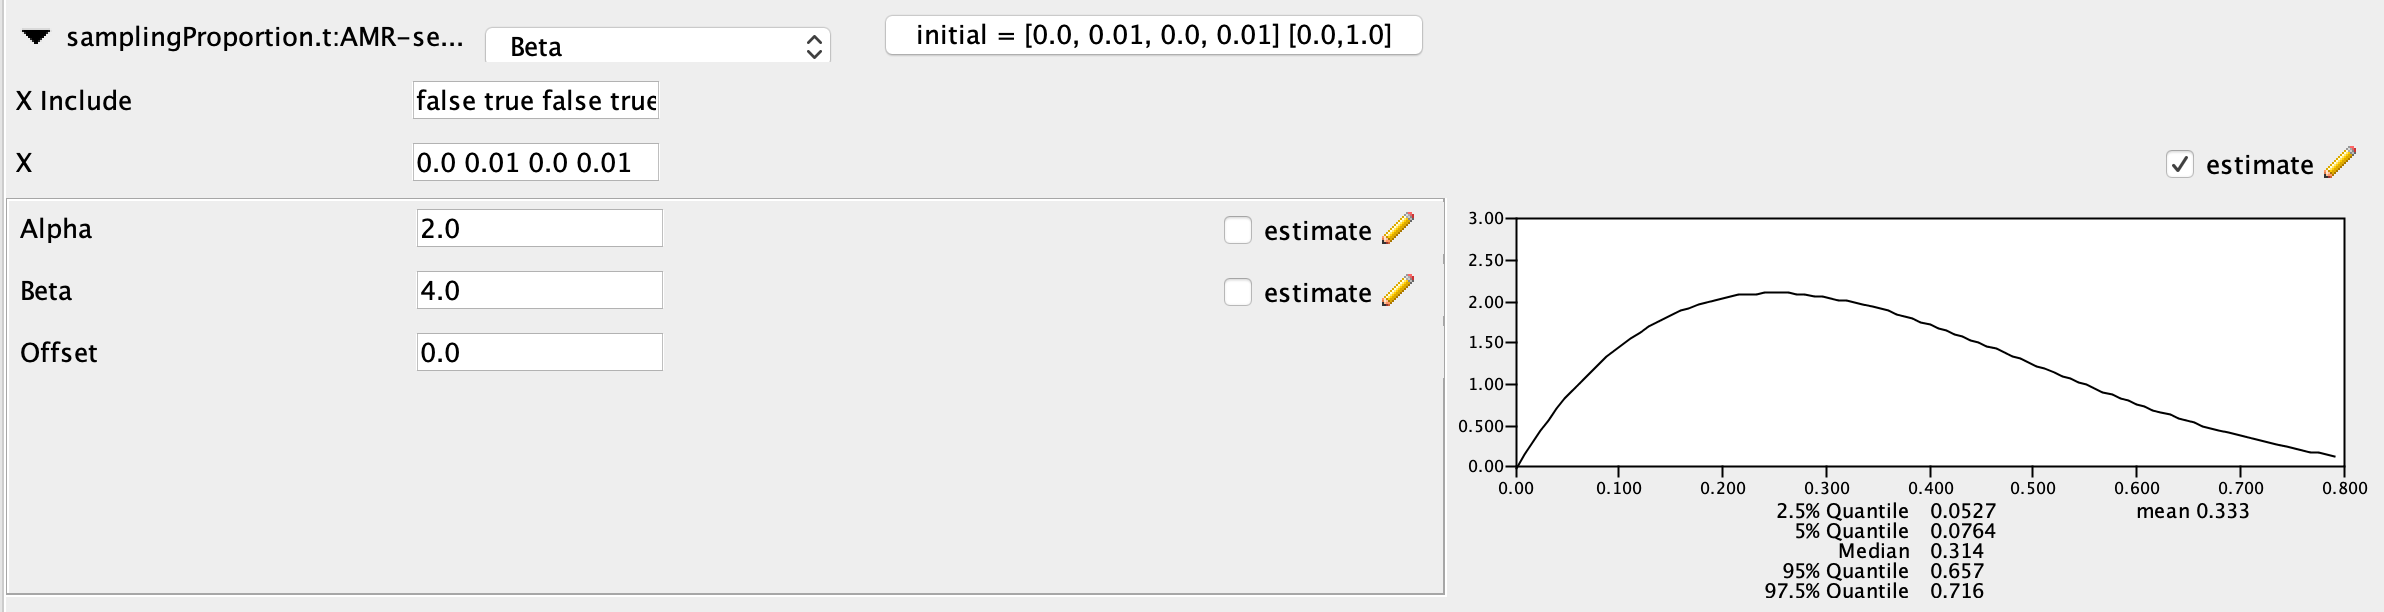 samplingProportion.t:AMR-se... Beta initial = [0.0, 0.01, 0.0, 0.01] [0.0,1.0]
X Include false true false true
X 0.0 0.01 0.0 0.01 estimate
Alpha 2.0 estimate
Beta 4.0 estimate
Offset 0.0
3.00
2.50
2.00
1.50
1.00
0.500
0.00
0.00 0.100 0.200 0.300 0.400 0.500 0.600 0.700 0.800
2.5% Quantile 0.0527 mean 0.333
5% Quantile 0.0764
Median 0.314
95% Quantile 0.657
97.5% Quantile 0.716